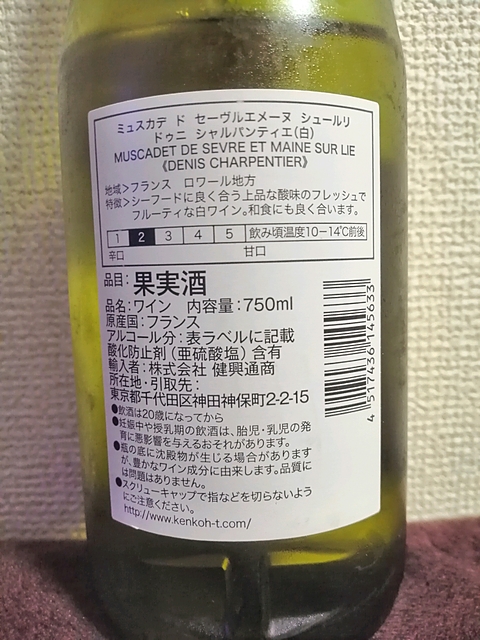 ミュスカデ ド セーヴルエメーヌ シュールリ
ドゥニ シャルパンティエ(白)
MUSCADET DE SEVRE ET MAINE SUR LIE
《DENIS CHARPENTIER》
地域>フランス ロワール地方
特徴>シーフードに良く合う上品な酸味のフレッシュで
フルーティな白ワイン。和食にも良く合います。
1 2 3 4 5 飲み頃温度10−14℃前後
辛口 甘口
品目:果実酒
品名:ワイン 内容量:750ml
原産国:フランス
アルコール分:表ラベルに記載
酸化防止剤(亜硫酸塩)含有
輸入者:株式会社 健興通商
所在地・引取先:
東京都千代田区神田神保町2-2-15
●飲酒は20歳になってから
●妊娠中や授乳期の飲酒は、胎児・乳児の発
育に悪影響を与えるおそれがあります。
●瓶の底に沈殿物が生じる場合があります
が、豊かなワイン成分に由来します。品質に
は問題はありません。
●スクリューキャップで指などを切らないよう
にご注意ください。
http://www.kenkoh-t.com/
4 517436 145633